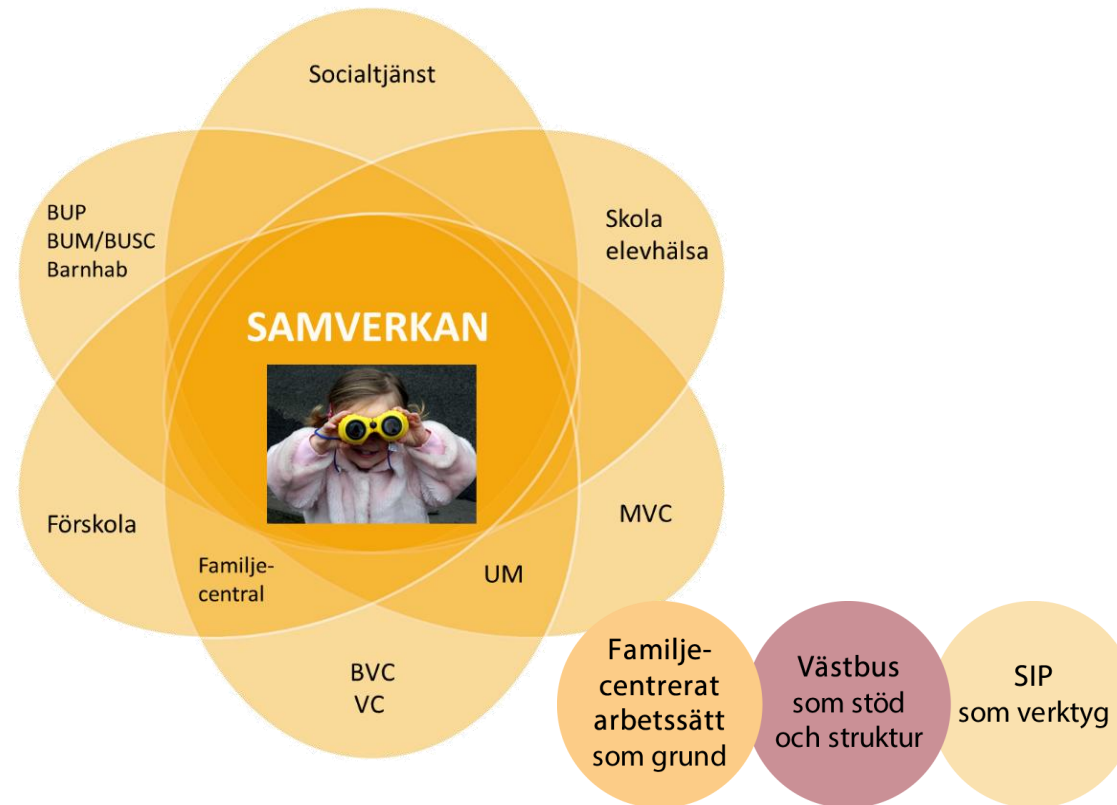 Socialtjänst
BUP
BUM/BUSC
Barnhab
Skola
elevhälsa
SAMVERKAN
Förskola
MVC
Familje-
central
UM
BVC
VC
Familje-
centrerat
arbetssätt
som grund
Västbus
som stöd
och struktur
SIP
som verktyg